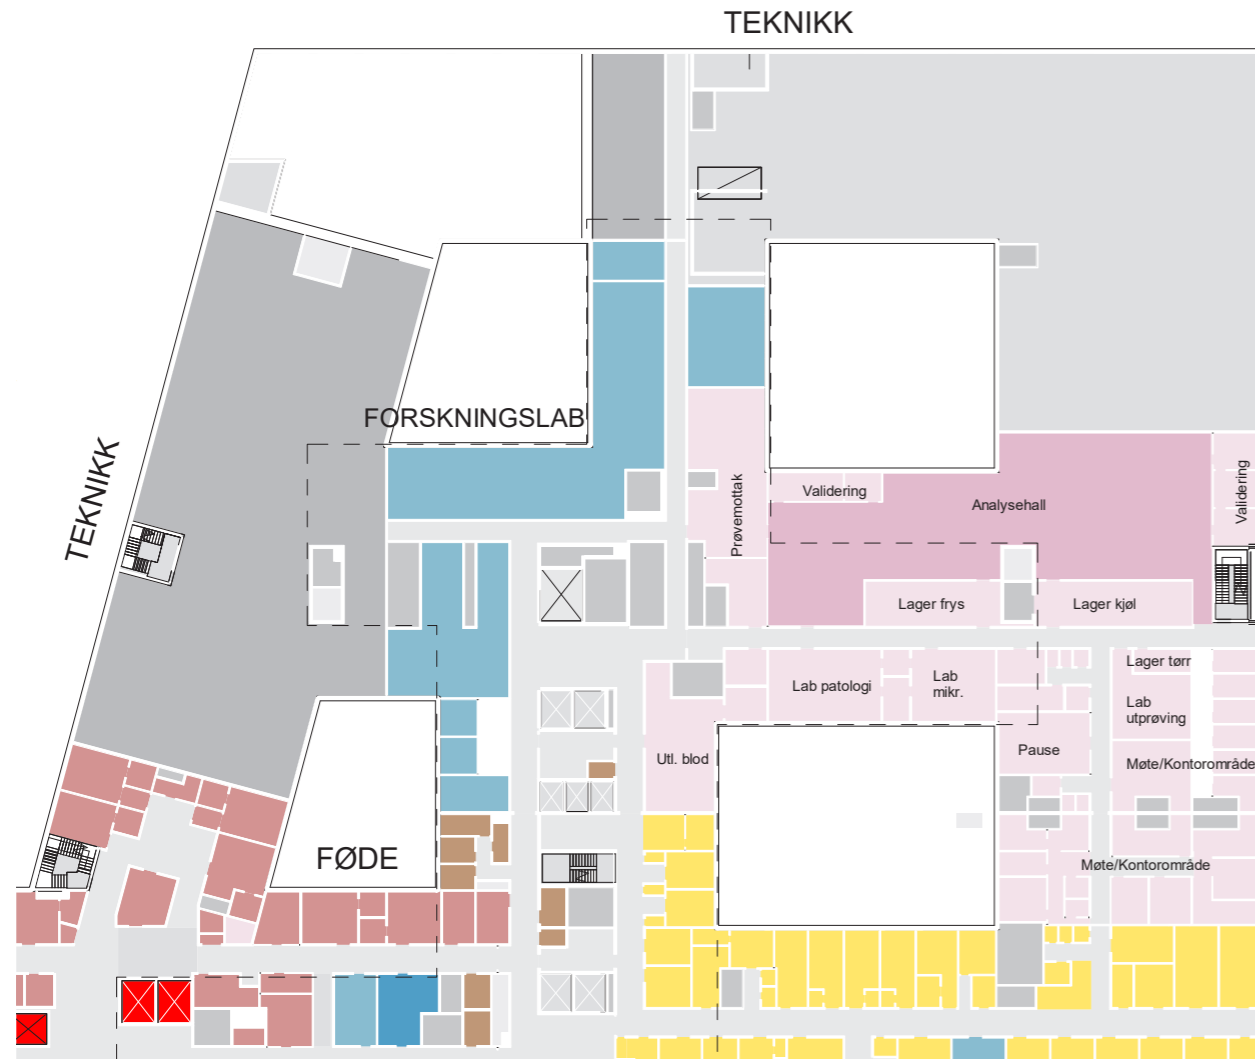 TEKNIKK
FORSKNINGSLAB
TEKNIKK
Validering
Analysehall
Validering
Prøvemottak
Lager frys
Lager kjøl
Lager tørr
Lab patologi
Lab
mikr.
Lab
utprøving
Utl. blod
Pause
Møte/Kontorområde
FØDE
Møte/Kontorområde